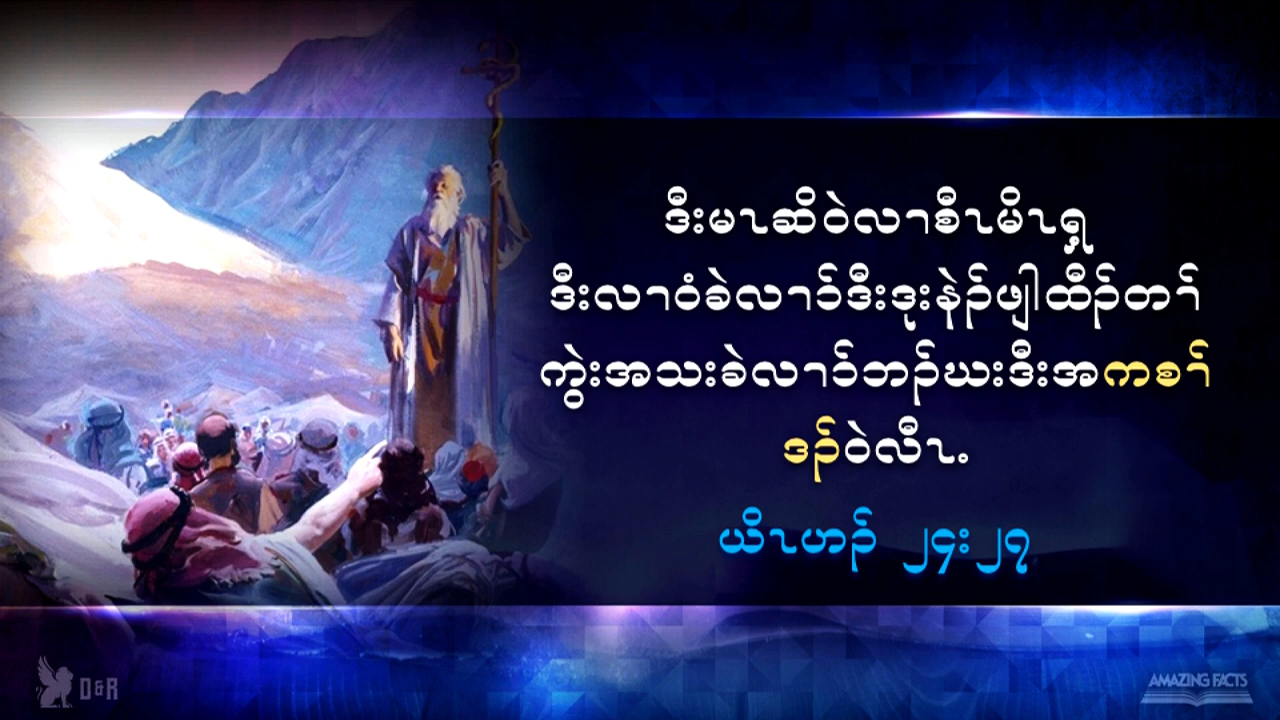 ဒီးမၤဆိဝဲလၢစီၤမိၤၡ့
ဒီးလၢဝံခဲလၢာ်ဒီးဒုးနဲၣ်ဖျါထီၣ်တၢ်
ကွဲးအသးခဲလၢာ်ဘၣ်ဃးဒီးအကစၢ်
ဒၣ်ဝဲလီၤ.
ယိၤဟၣ် ၂၄း၂၇
D&R
AMAZING FACTS